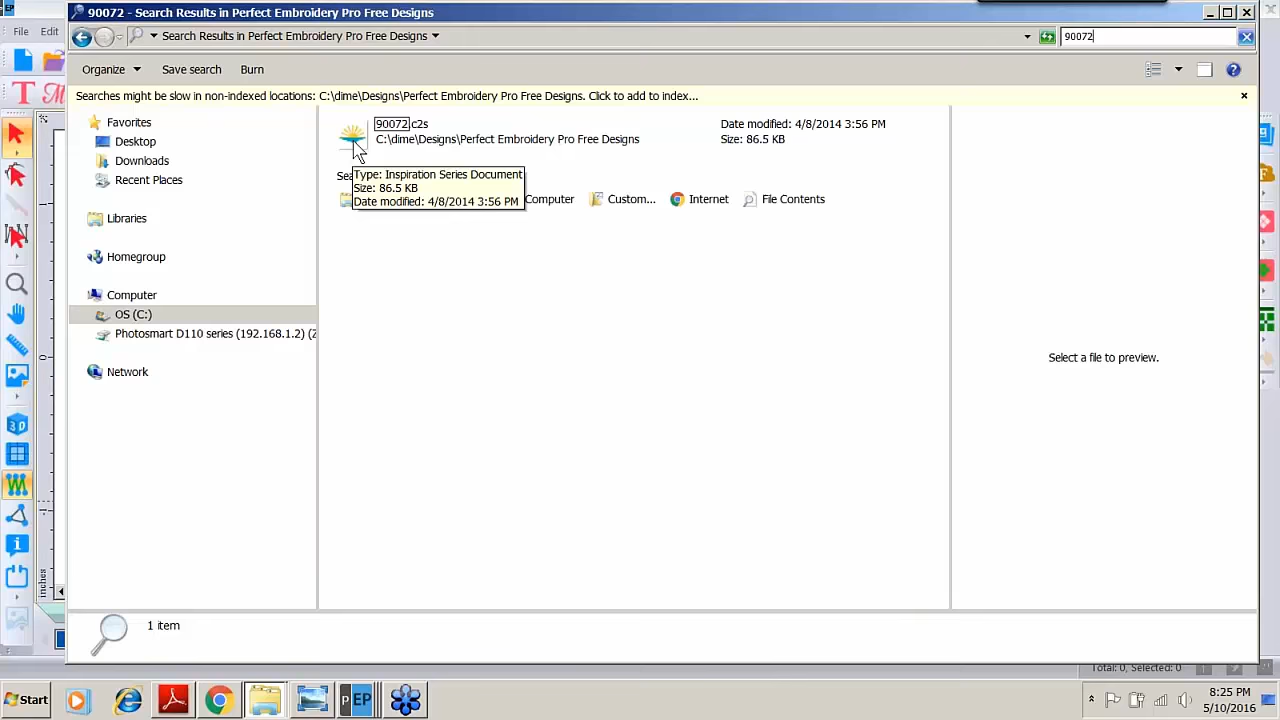 EP
90072 - Search Results in Perfect Embroidery Pro Free Designs
File Edit
Search Results in Perfect Embroidery Pro Free Designs
90072
Organize
Save search
Burn
Searches might be slow in non-indexed locations: C:\dime\Designs\Perfect Embroidery Pro Free Designs. Click to add to index...
Favorites
Desktop
Downloads
Recent Places
Libraries
Homegroup
Computer
OS (C:)
Photosmart D110 series (192.168.1.2) (Z
Network
90072.c2s
C:\dime\Designs\Perfect Embroidery Pro Free Designs
Date modified: 4/8/2014 3:56 PM
Size: 86.5 KB
Type: Inspiration Series Document
Size: 86.5 KB
Date modified: 4/8/2014 3:56 PM
Computer
Custom...
Internet
File Contents
Select a file to preview.
3D
0
inches
1 item
Total: 0, Selected: 0
Start
pEP
8:25 PM
5/10/2016